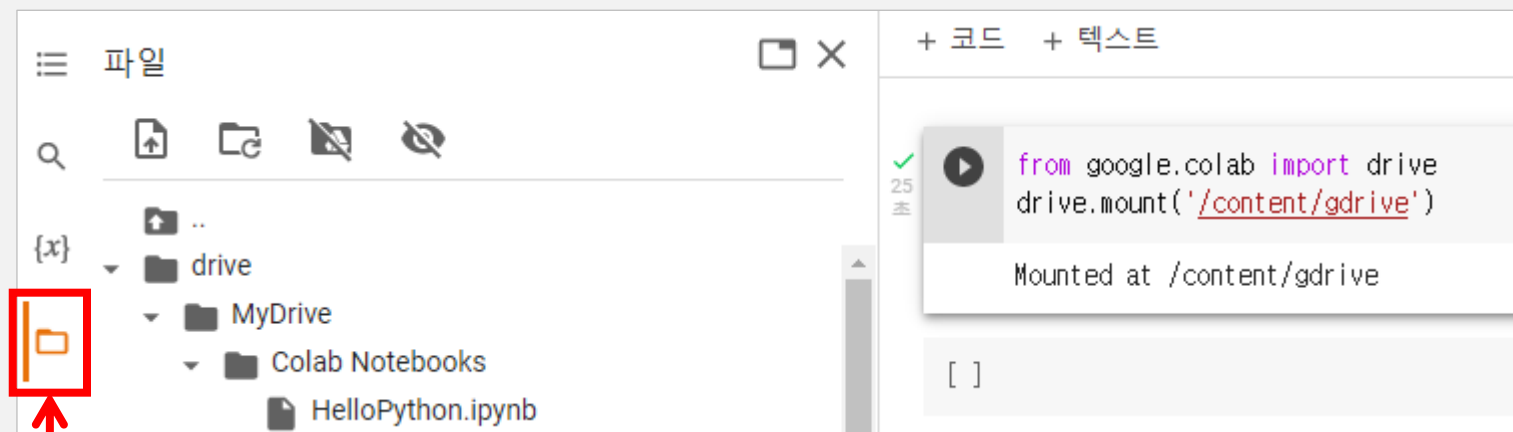 파일
..
drive
MyDrive
Colab Notebooks
HelloPython.ipynb
{x}
+ 코드 + 텍스트
25
초
from google.colab import drive
drive.mount('/content/gdrive')
Mounted at /content/gdrive
[ ]